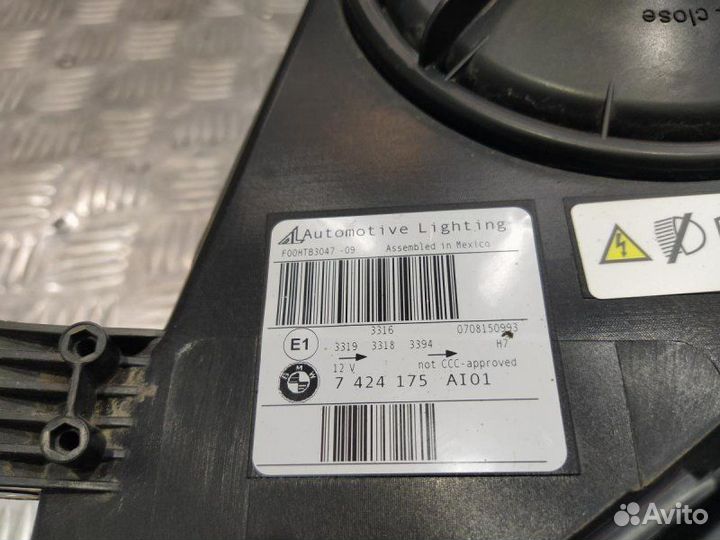 close
Automotive Lighting
F00HTB3047 -09 Assembled in Mexico
3316 0708150993
E1 3319 3318 3394 H7
12 V not CCC-approved
BMW 7 424 175 AI01
Avito